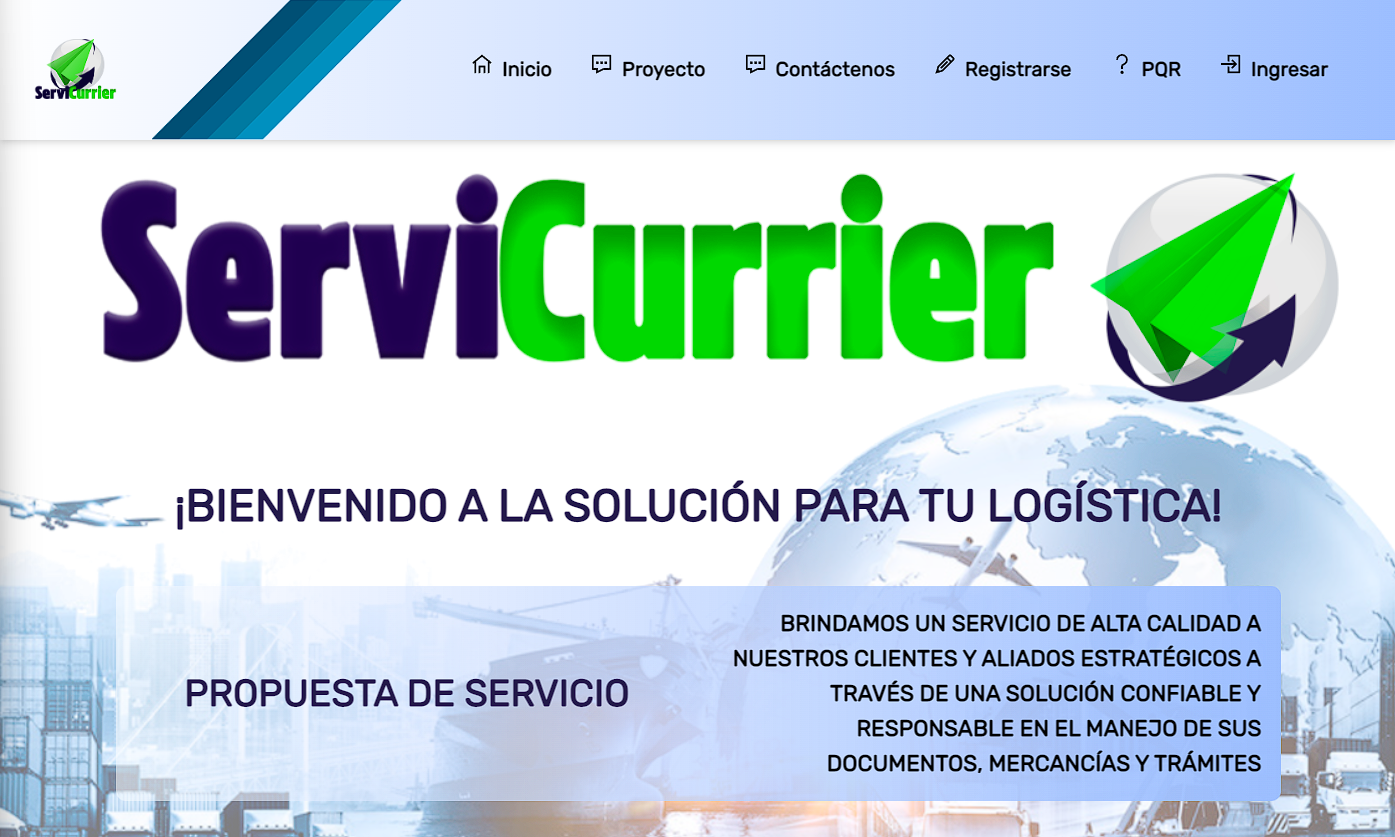 ServiCurrier
Inicio
Proyecto
Contáctenos
Registrarse
PQR
Ingresar
ServiCurrier
¡BIENVENIDO A LA SOLUCIÓN PARA TU LOGÍSTICA!
PROPUESTA DE SERVICIO
BRINDAMOS UN SERVICIO DE ALTA CALIDAD A
NUESTROS CLIENTES Y ALIADOS ESTRATÉGICOS A
TRAVÉS DE UNA SOLUCIÓN CONFIABLE Y
RESPONSABLE EN EL MANEJO DE SUS
DOCUMENTOS, MERCANCÍAS Y TRÁMITES